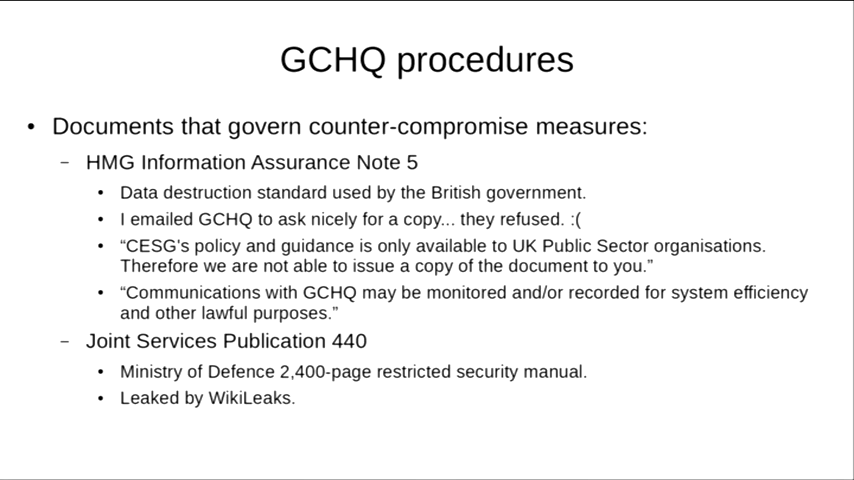 GCHQ procedures
• Documents that govern counter-compromise measures:
– HMG Information Assurance Note 5
• Data destruction standard used by the British government.
• I emailed GCHQ to ask nicely for a copy... they refused. :(
• “CESG's policy and guidance is only available to UK Public Sector organisations.
Therefore we are not able to issue a copy of the document to you.”
• “Communications with GCHQ may be monitored and/or recorded for system efficiency
and other lawful purposes.”
– Joint Services Publication 440
• Ministry of Defence 2,400-page restricted security manual.
• Leaked by WikiLeaks.